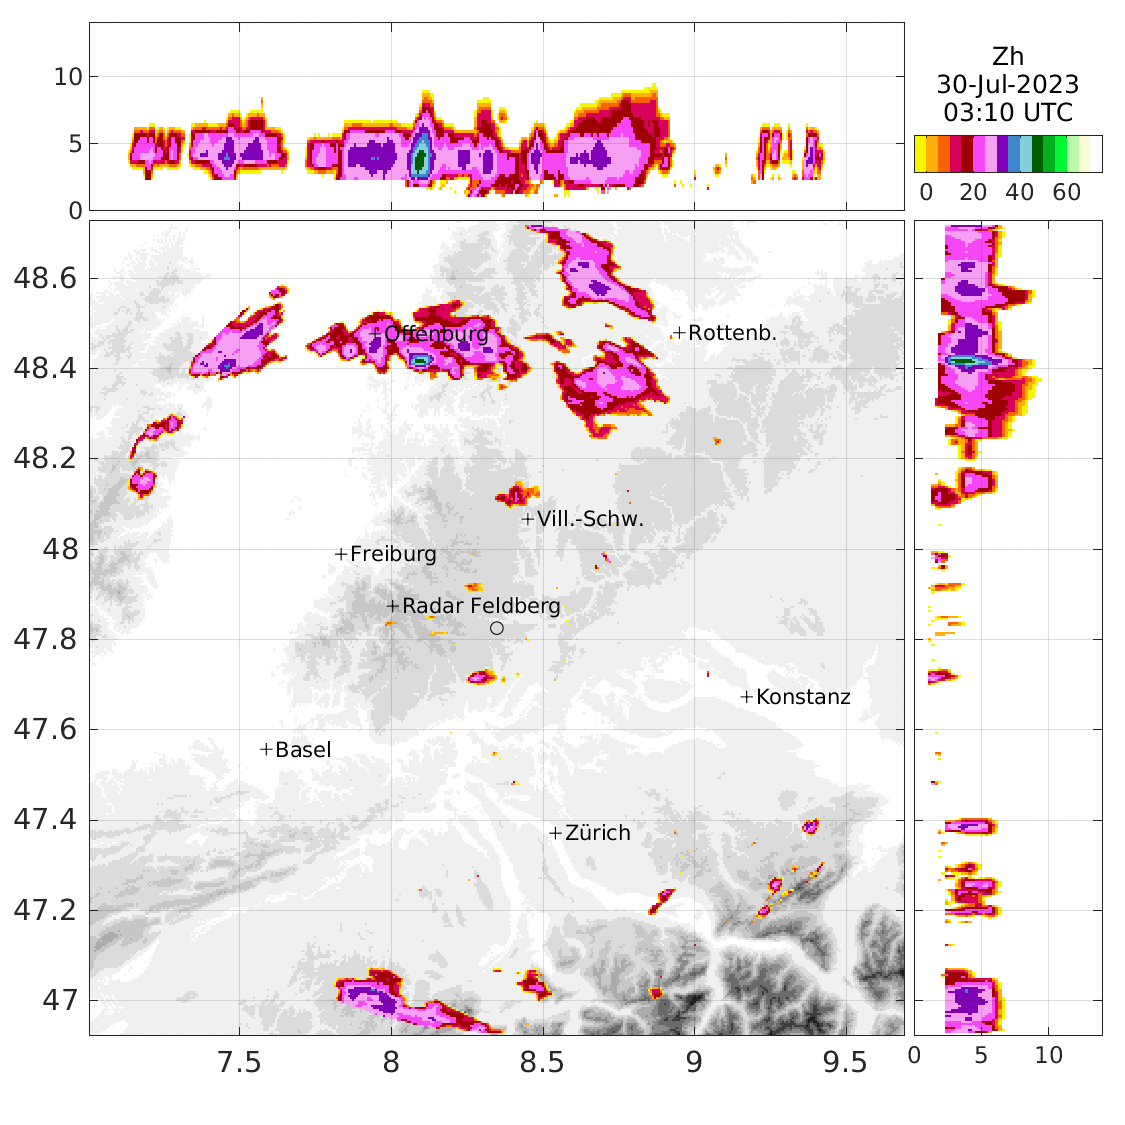 10
5
0
Zh
30-Jul-2023
03:10 UTC
0 20 40 60
48.6
48.4
48.2
48
47.8
47.6
47.4
47.2
47
Offenburg
Rottenb.
Vill.-Schw.
Freiburg
Radar Feldberg
Konstanz
Basel
Zürich
7.5 8 8.5 9 9.5
0 5 10